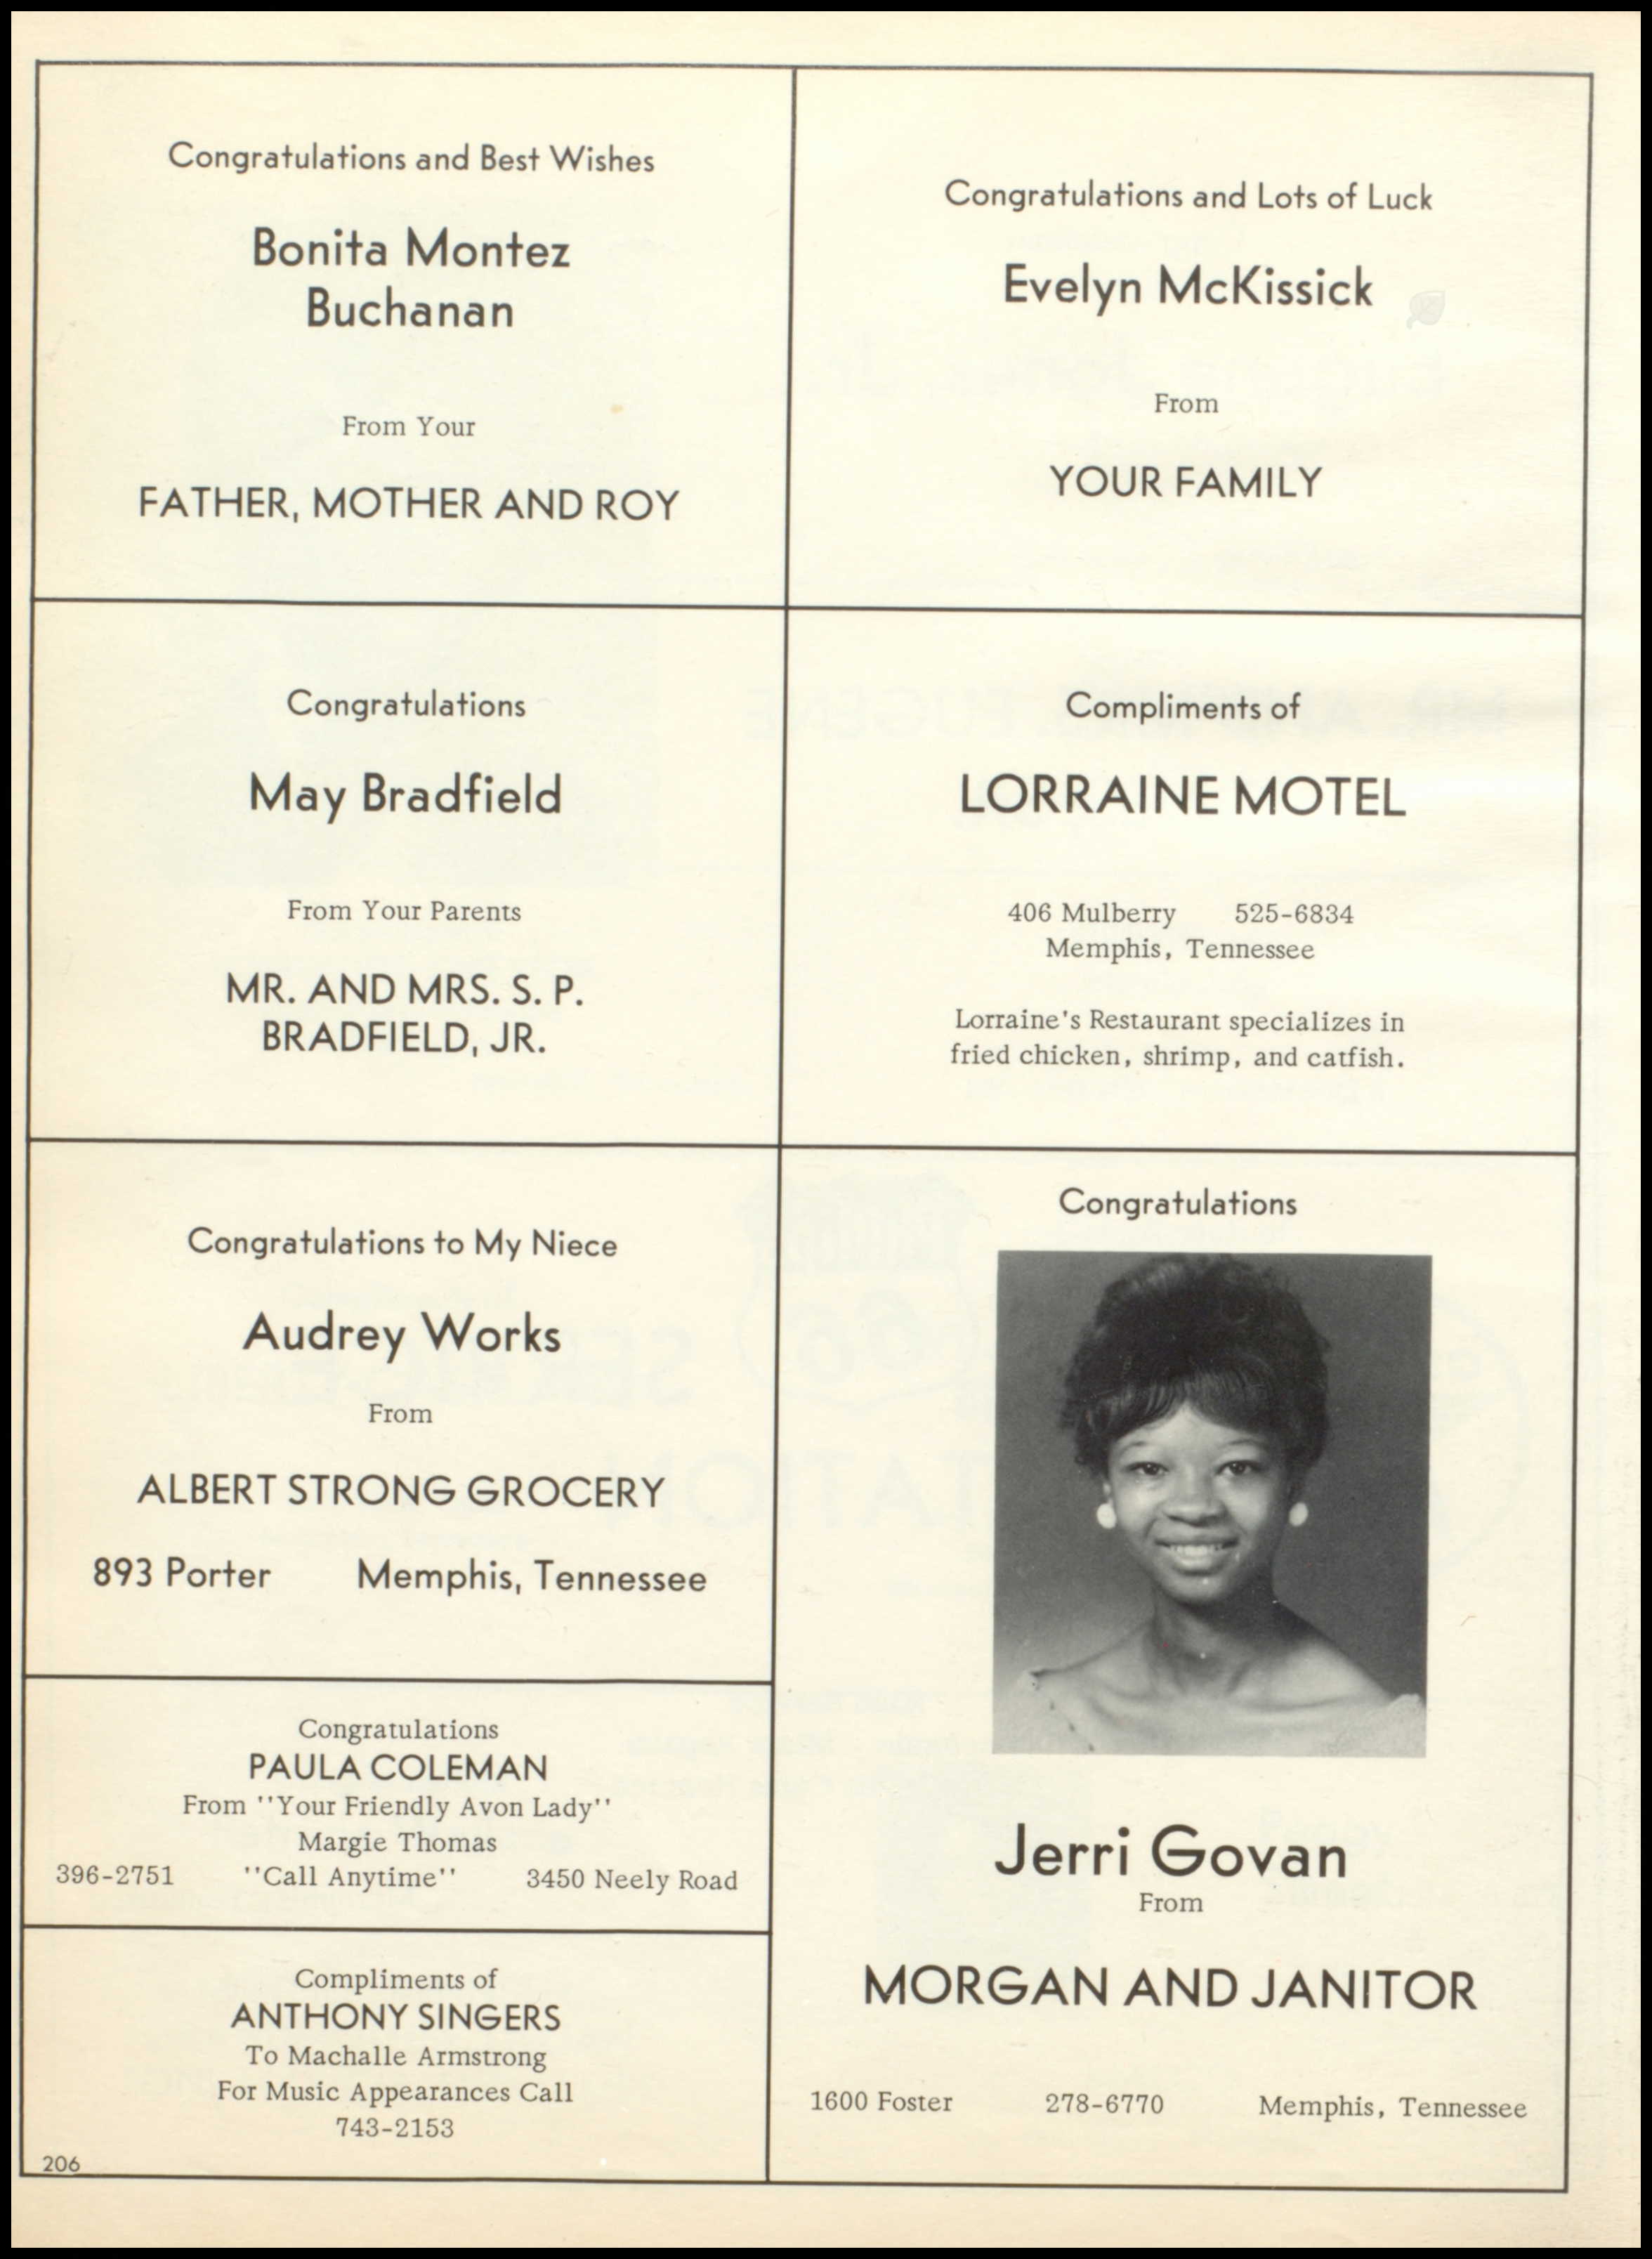 Congratulations and Best Wishes
Bonita Montez
Buchanan
From Your
FATHER, MOTHER AND ROY
Congratulations and Lots of Luck
Evelyn McKissick
From
YOUR FAMILY
Congratulations
May Bradfield
From Your Parents
MR. AND MRS. S. P.
BRADFIELD, JR.
Compliments of
LORRAINE MOTEL
406 Mulberry 525-6834
Memphis, Tennessee
Lorraine's Restaurant specializes in
fried chicken, shrimp, and catfish.
Congratulations to My Niece
Audrey Works
From
ALBERT STRONG GROCERY
893 Porter Memphis, Tennessee
Congratulations
PAULA COLEMAN
From "Your Friendly Avon Lady"
Margie Thomas
396-2751 "Call Anytime" 3450 Neely Road
Compliments of
ANTHONY SINGERS
To Machalle Armstrong
For Music Appearances Call
743-2153
Congratulations
Jerri Govan
From
MORGAN AND JANITOR
1600 Foster 278-6770 Memphis, Tennessee
206